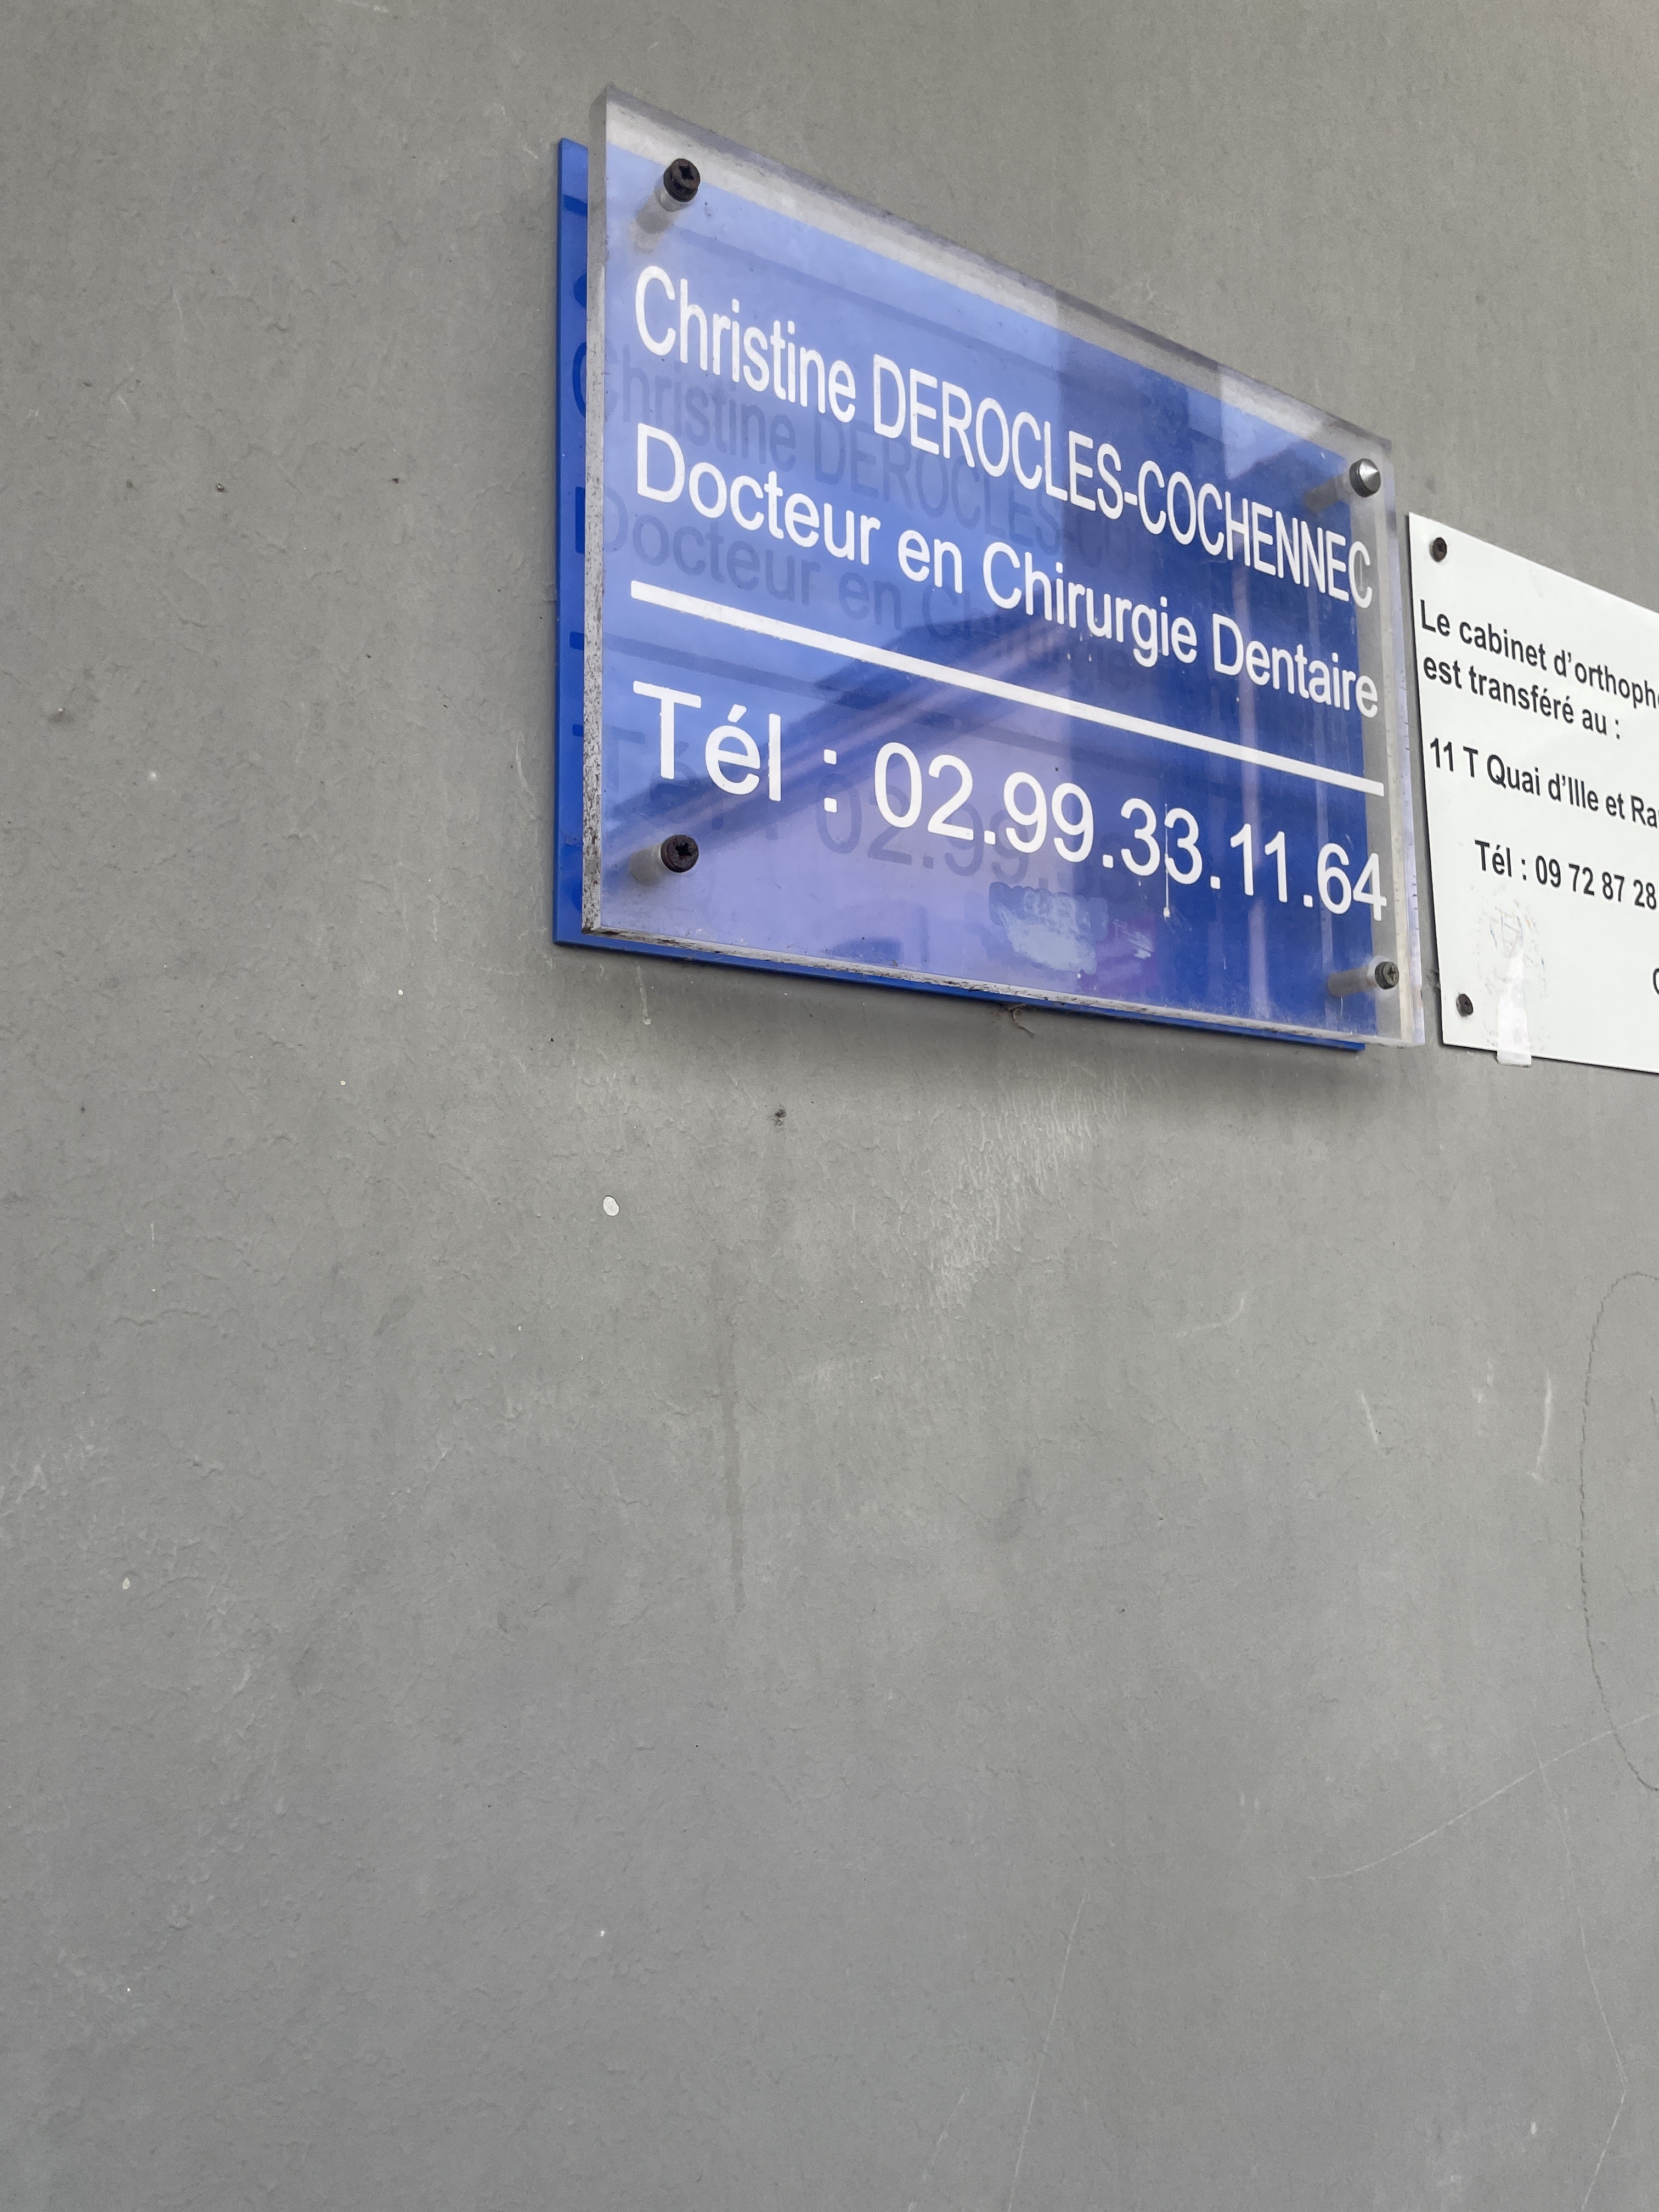 Christine DEROCLES-COCHENNEC
Docteur en Chirurgie Dentaire
Tél : 02.99.33.11.64
Le cabinet d'orthoph
est transféré au :
11 T Quai d'Ille et Ra
Tél : 09 72 87 28